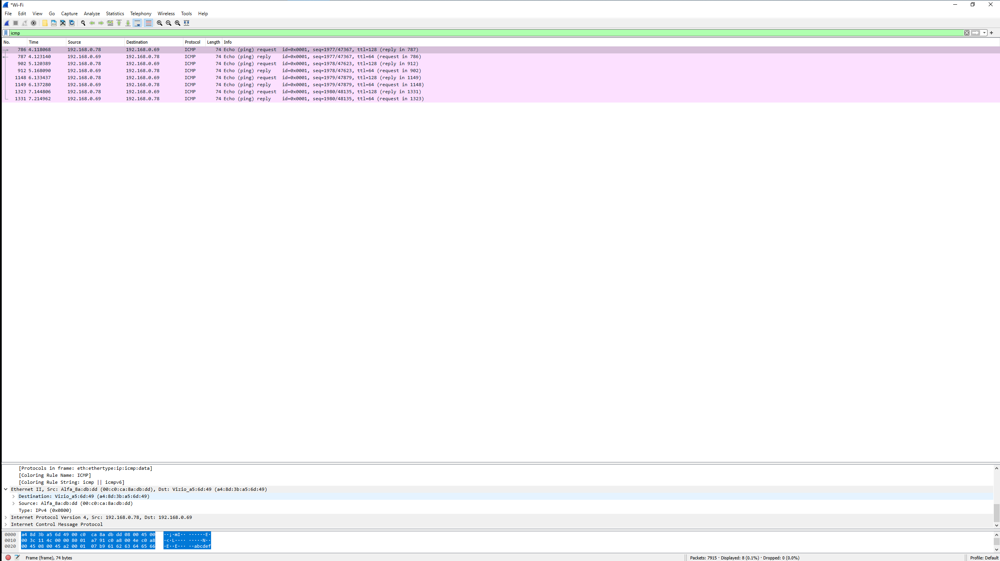 *Wi-Fi
File Edit View Go Capture Analyze Statistics Telephony Wireless Tools Help
icmp
No. Time Source Destination Protocol Length Info
786 4.118068 192.168.0.78 192.168.0.69 ICMP 74 Echo (ping) request id=0x0001, seq=1977/47367, ttl=128 (reply in 787)
787 4.123140 192.168.0.69 192.168.0.78 ICMP 74 Echo (ping) reply id=0x0001, seq=1977/47367, ttl=64 (request in 786)
902 5.120389 192.168.0.78 192.168.0.69 ICMP 74 Echo (ping) request id=0x0001, seq=1978/47623, ttl=128 (reply in 912)
912 5.168090 192.168.0.69 192.168.0.78 ICMP 74 Echo (ping) reply id=0x0001, seq=1978/47623, ttl=64 (request in 902)
1148 6.133437 192.168.0.78 192.168.0.69 ICMP 74 Echo (ping) request id=0x0001, seq=1979/47879, ttl=128 (reply in 1149)
1149 6.137280 192.168.0.69 192.168.0.78 ICMP 74 Echo (ping) reply id=0x0001, seq=1979/47879, ttl=64 (request in 1148)
1323 7.144806 192.168.0.78 192.168.0.69 ICMP 74 Echo (ping) request id=0x0001, seq=1980/48135, ttl=128 (reply in 1331)
1331 7.214962 192.168.0.69 192.168.0.78 ICMP 74 Echo (ping) reply id=0x0001, seq=1980/48135, ttl=64 (request in 1323)
[Protocols in frame: eth:ethertype:ip:icmp:data]
[Coloring Rule Name: ICMP]
[Coloring Rule String: icmp || icmpv6]
Ethernet II, Src: Alfa_8a:db:dd (00:c0:ca:8a:db:dd), Dst: Vizio_a5:6d:49 (a4:8d:3b:a5:6d:49)
Destination: Vizio_a5:6d:49 (a4:8d:3b:a5:6d:49)
Source: Alfa_8a:db:dd (00:c0:ca:8a:db:dd)
Type: IPv4 (0x0800)
Internet Protocol Version 4, Src: 192.168.0.78, Dst: 192.168.0.69
Internet Control Message Protocol
0000 a4 8d 3b a5 6d 49 00 c0 ca 8a db dd 08 00 45 00 ··;·mI·· ······E·
0010 00 3c 11 4c 00 00 80 01 a7 91 c0 a8 00 4e c0 a8 ·<·L···· ·····N··
0020 00 45 08 00 45 a2 00 01 07 b9 61 62 63 64 65 66 ·E··E··· ··abcdef
Frame (frame), 74 bytes Packets: 7915 · Displayed: 8 (0.1%) · Dropped: 0 (0.0%) Profile: Default